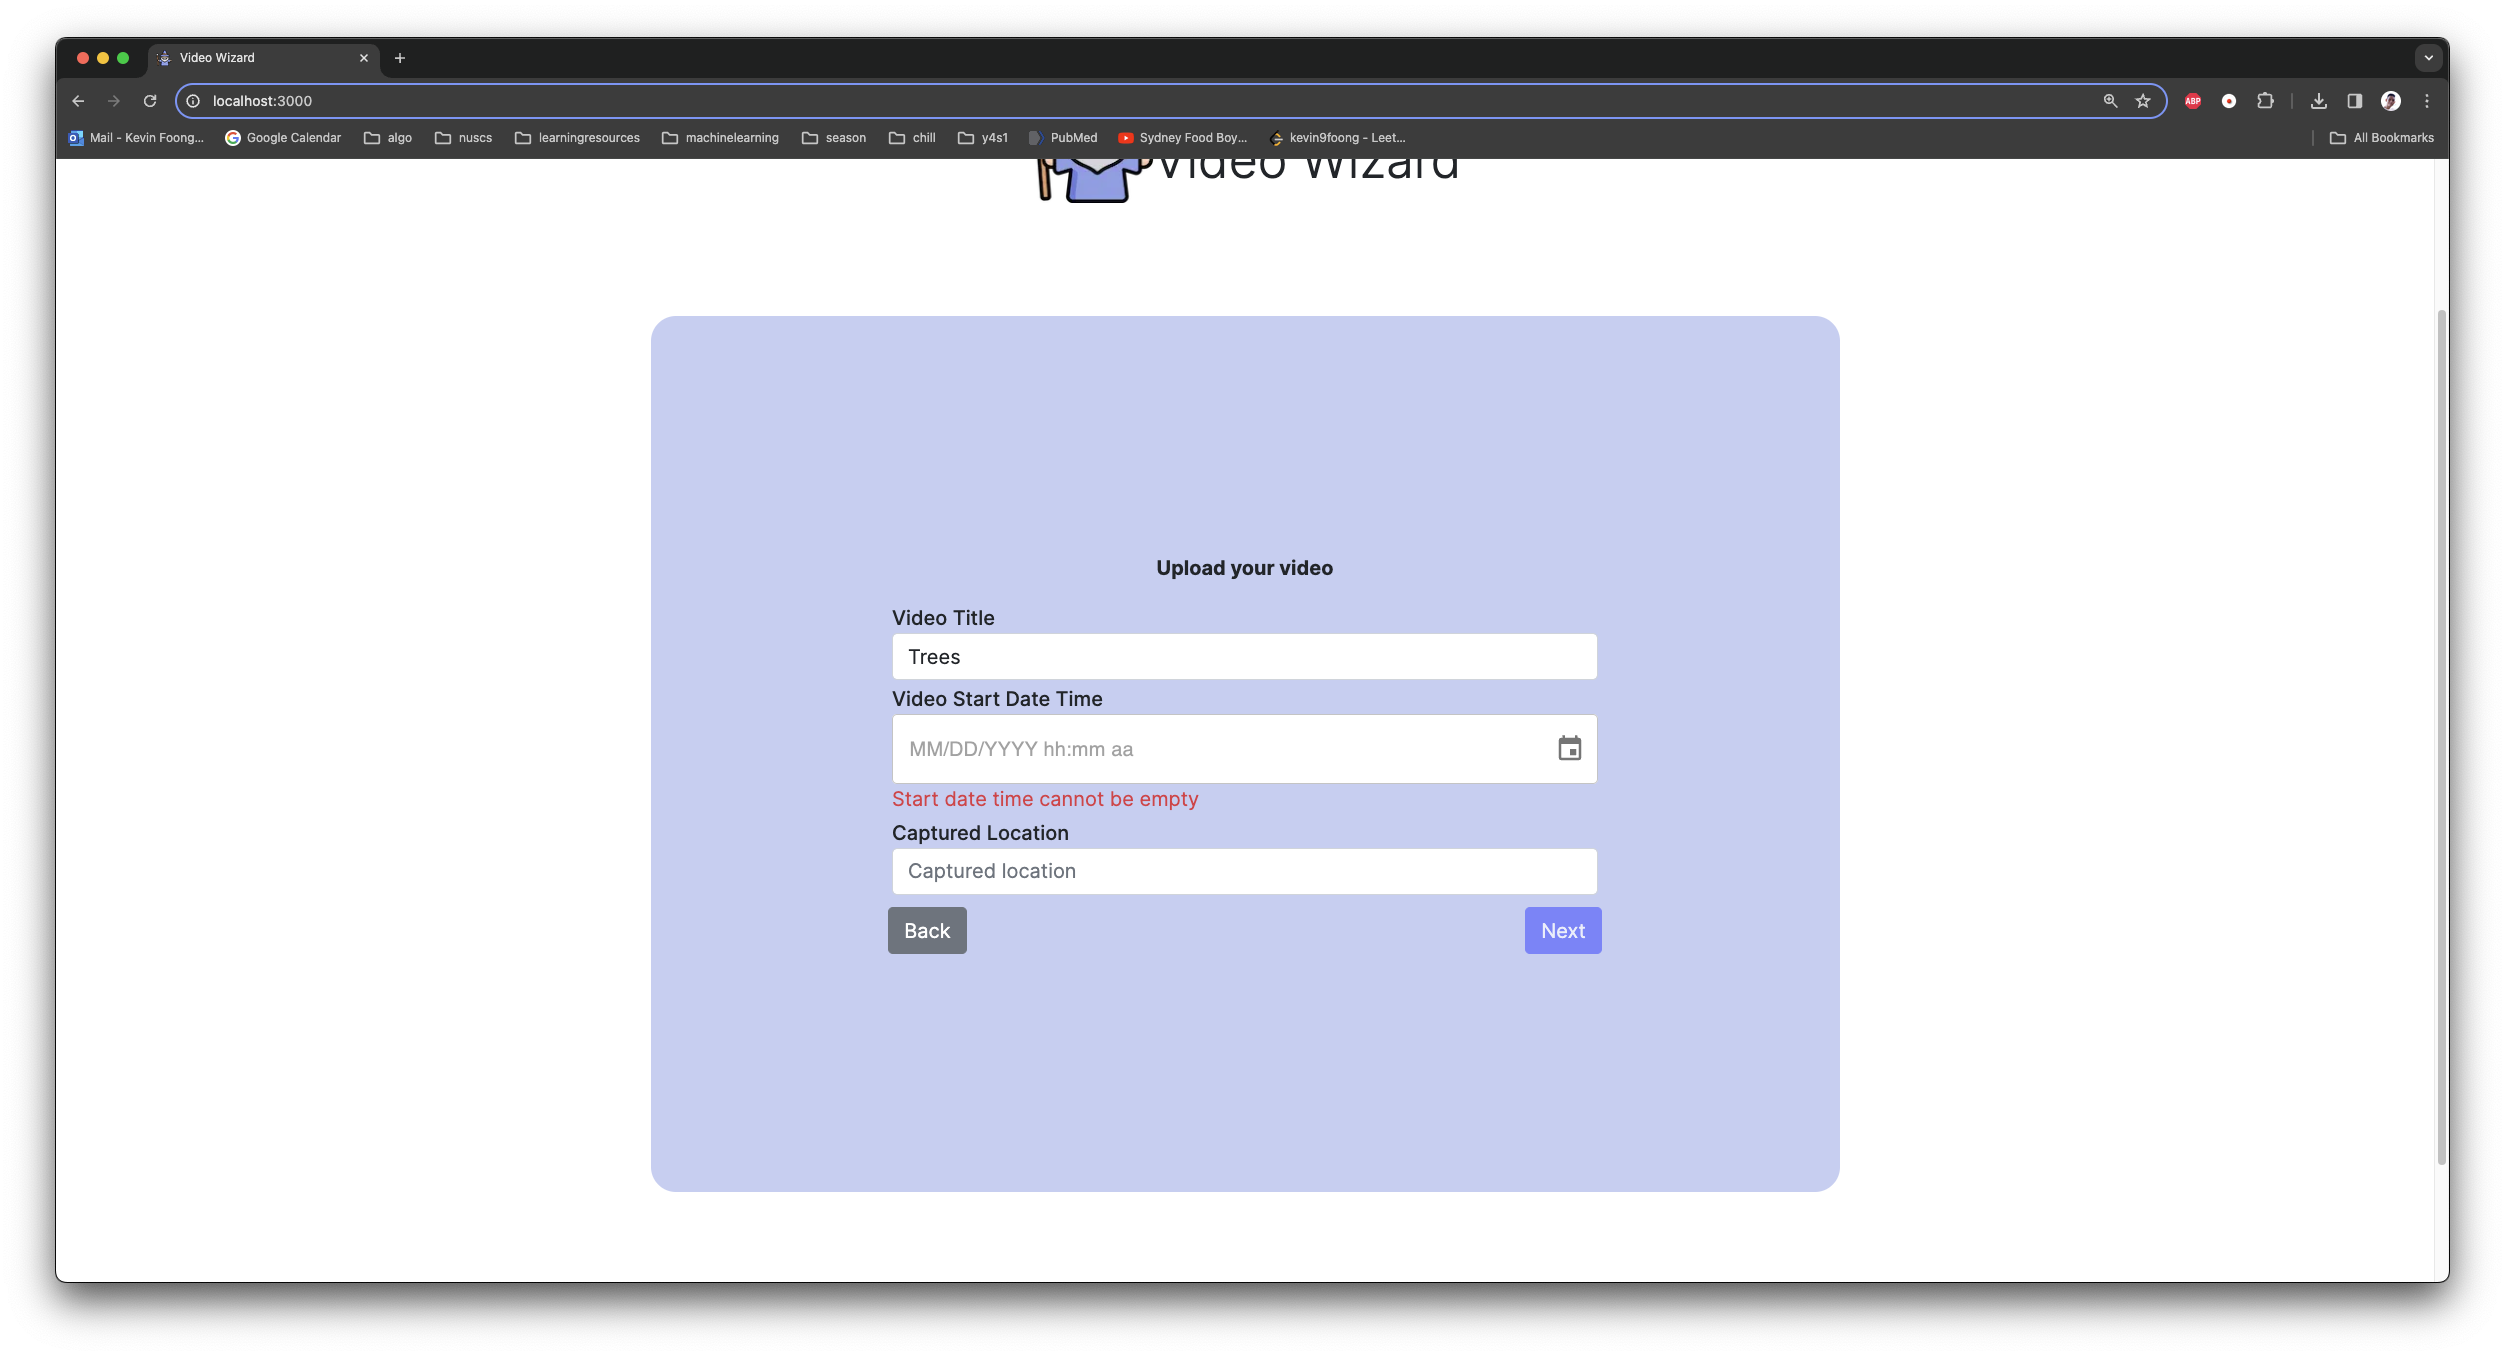 Video Wizard
localhost:3000
ABP
Mail - Kevin Foong... Google Calendar algo nuscs learningresources machinelearning season chill y4s1 PubMed Sydney Food Boy... kevin9foong - Leet... All Bookmarks
Video Wizard
Upload your video
Video Title
Trees
Video Start Date Time
MM/DD/YYYY hh:mm aa
Start date time cannot be empty
Captured Location
Captured location
Back Next